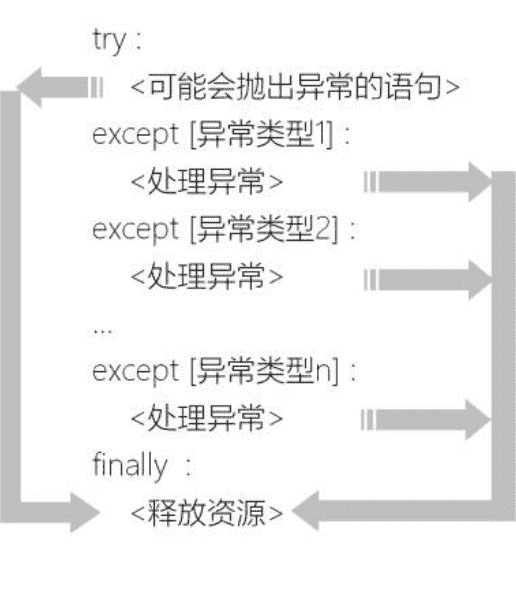 try :
<可能会抛出异常的语句>
except [异常类型1] :
<处理异常>
except [异常类型2] :
<处理异常>
...
except [异常类型n] :
<处理异常>
finally :
<释放资源>